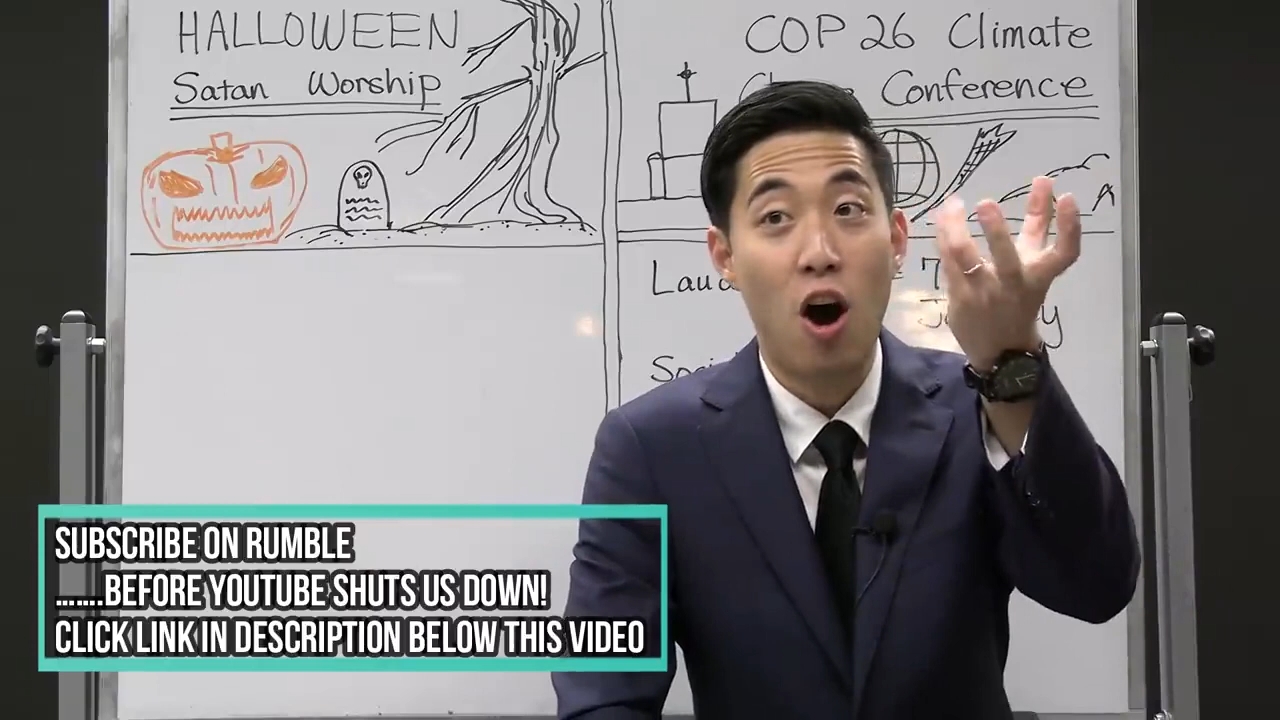 HALLOWEEN
Satan Worship
COP 26 Climate
Conference
SUBSCRIBE ON RUMBLE
.......BEFORE YOUTUBE SHUTS US DOWN!
CLICK LINK IN DESCRIPTION BELOW THIS VIDEO